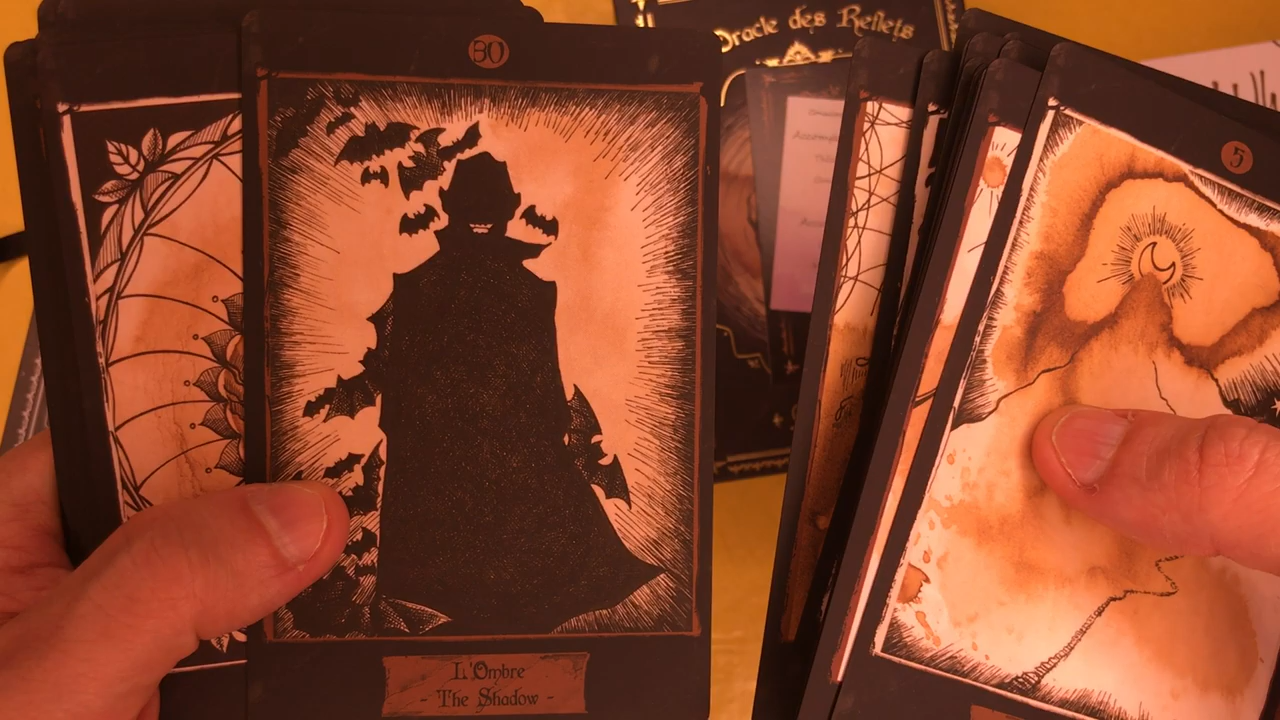 30
L'Ombre
- The Shadow -
Oracle des Reflets
5